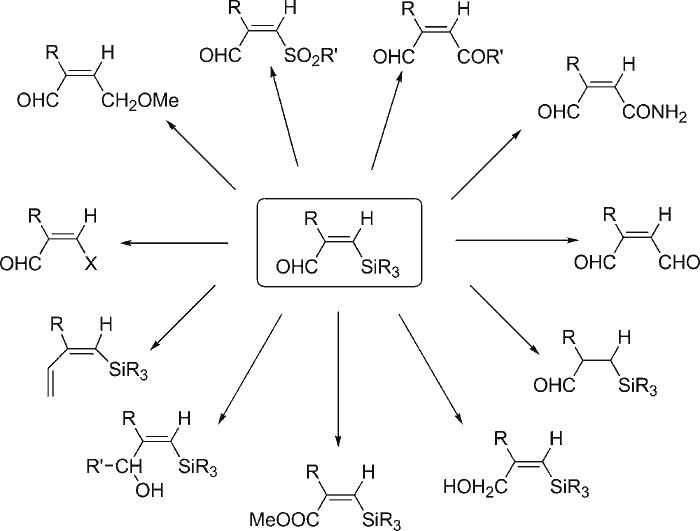 R H
OHC SO2R'
R H
OHC COR'
R H
OHC CH2OMe
R H
OHC CONH2
R H
OHC SiR3
R H
OHC X
R
OHC CHO
R H
SiR3
R H
OHC SiR3
R H
R'-CH SiR3
OH
R H
MeOOC SiR3
R H
HOH2C SiR3